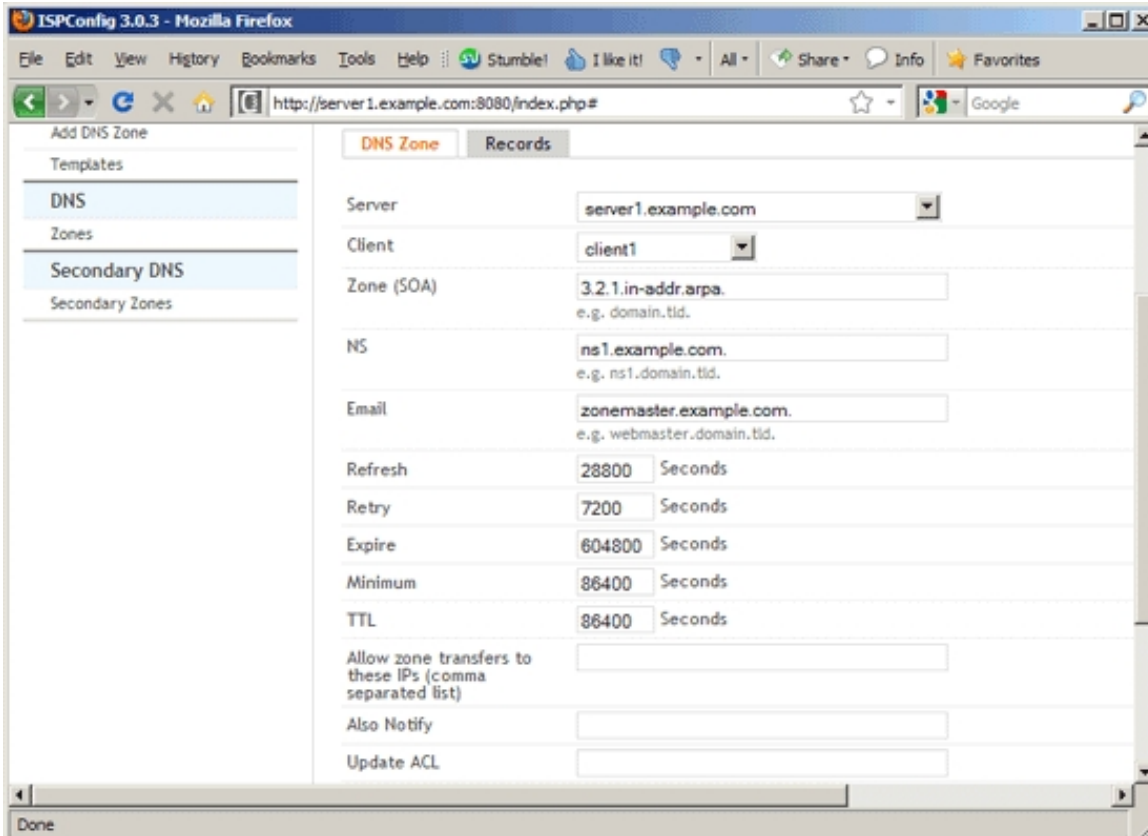 ISPConfig 3.0.3 - Mozilla Firefox
File Edit View History Bookmarks Tools Help Stumble! I like it! All Share Info Favorites
http://server1.example.com:8080/index.php# Google
Add DNS Zone
Templates
DNS
Zones
Secondary DNS
Secondary Zones
DNS Zone Records
Server server1.example.com
Client client1
Zone (SOA) 3.2.1.in-addr.arpa.
e.g. domain.tld.
NS ns1.example.com.
e.g. ns1.domain.tld.
Email zonemaster.example.com.
e.g. webmaster.domain.tld.
Refresh 28800 Seconds
Retry 7200 Seconds
Expire 604800 Seconds
Minimum 86400 Seconds
TTL 86400 Seconds
Allow zone transfers to
these IPs (comma
separated list)
Also Notify
Update ACL
Done